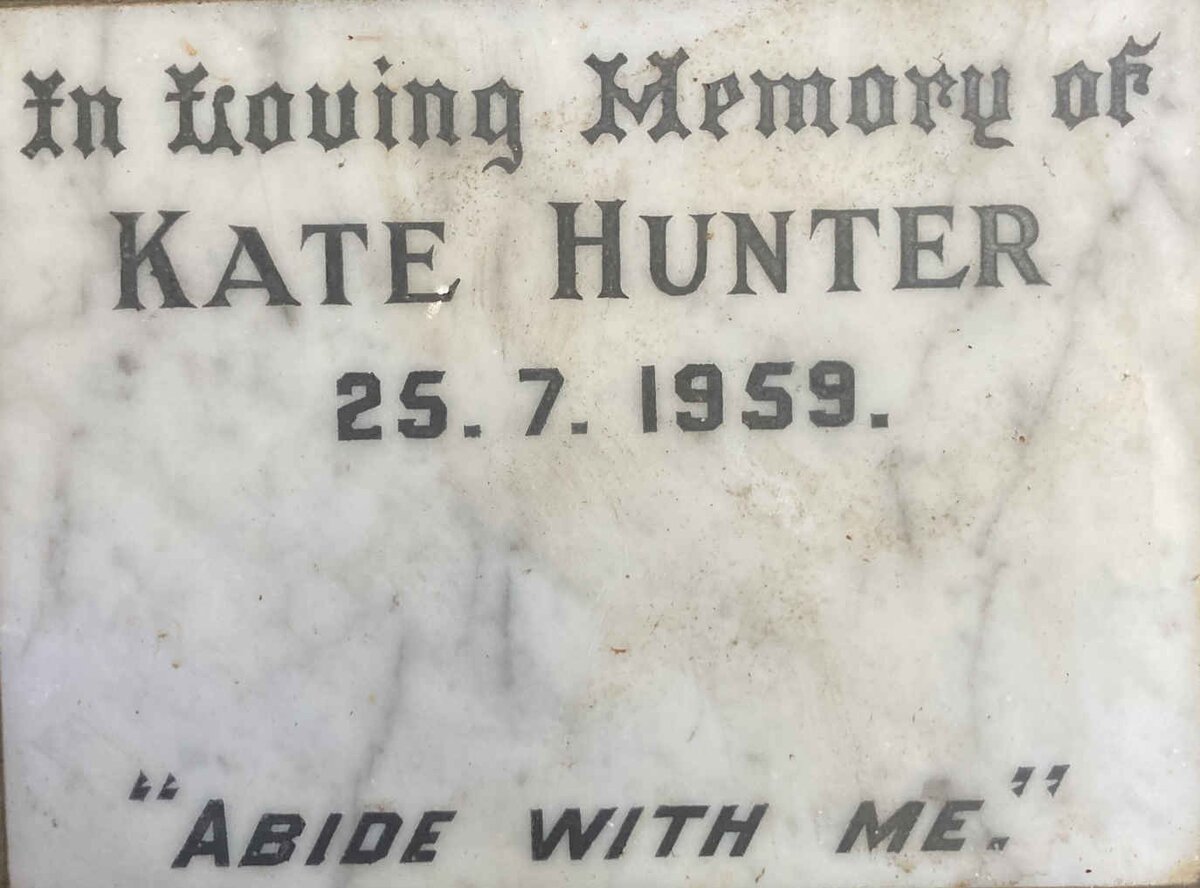 In Loving Memory of
KATE HUNTER
25. 7. 1959.
"ABIDE WITH ME."